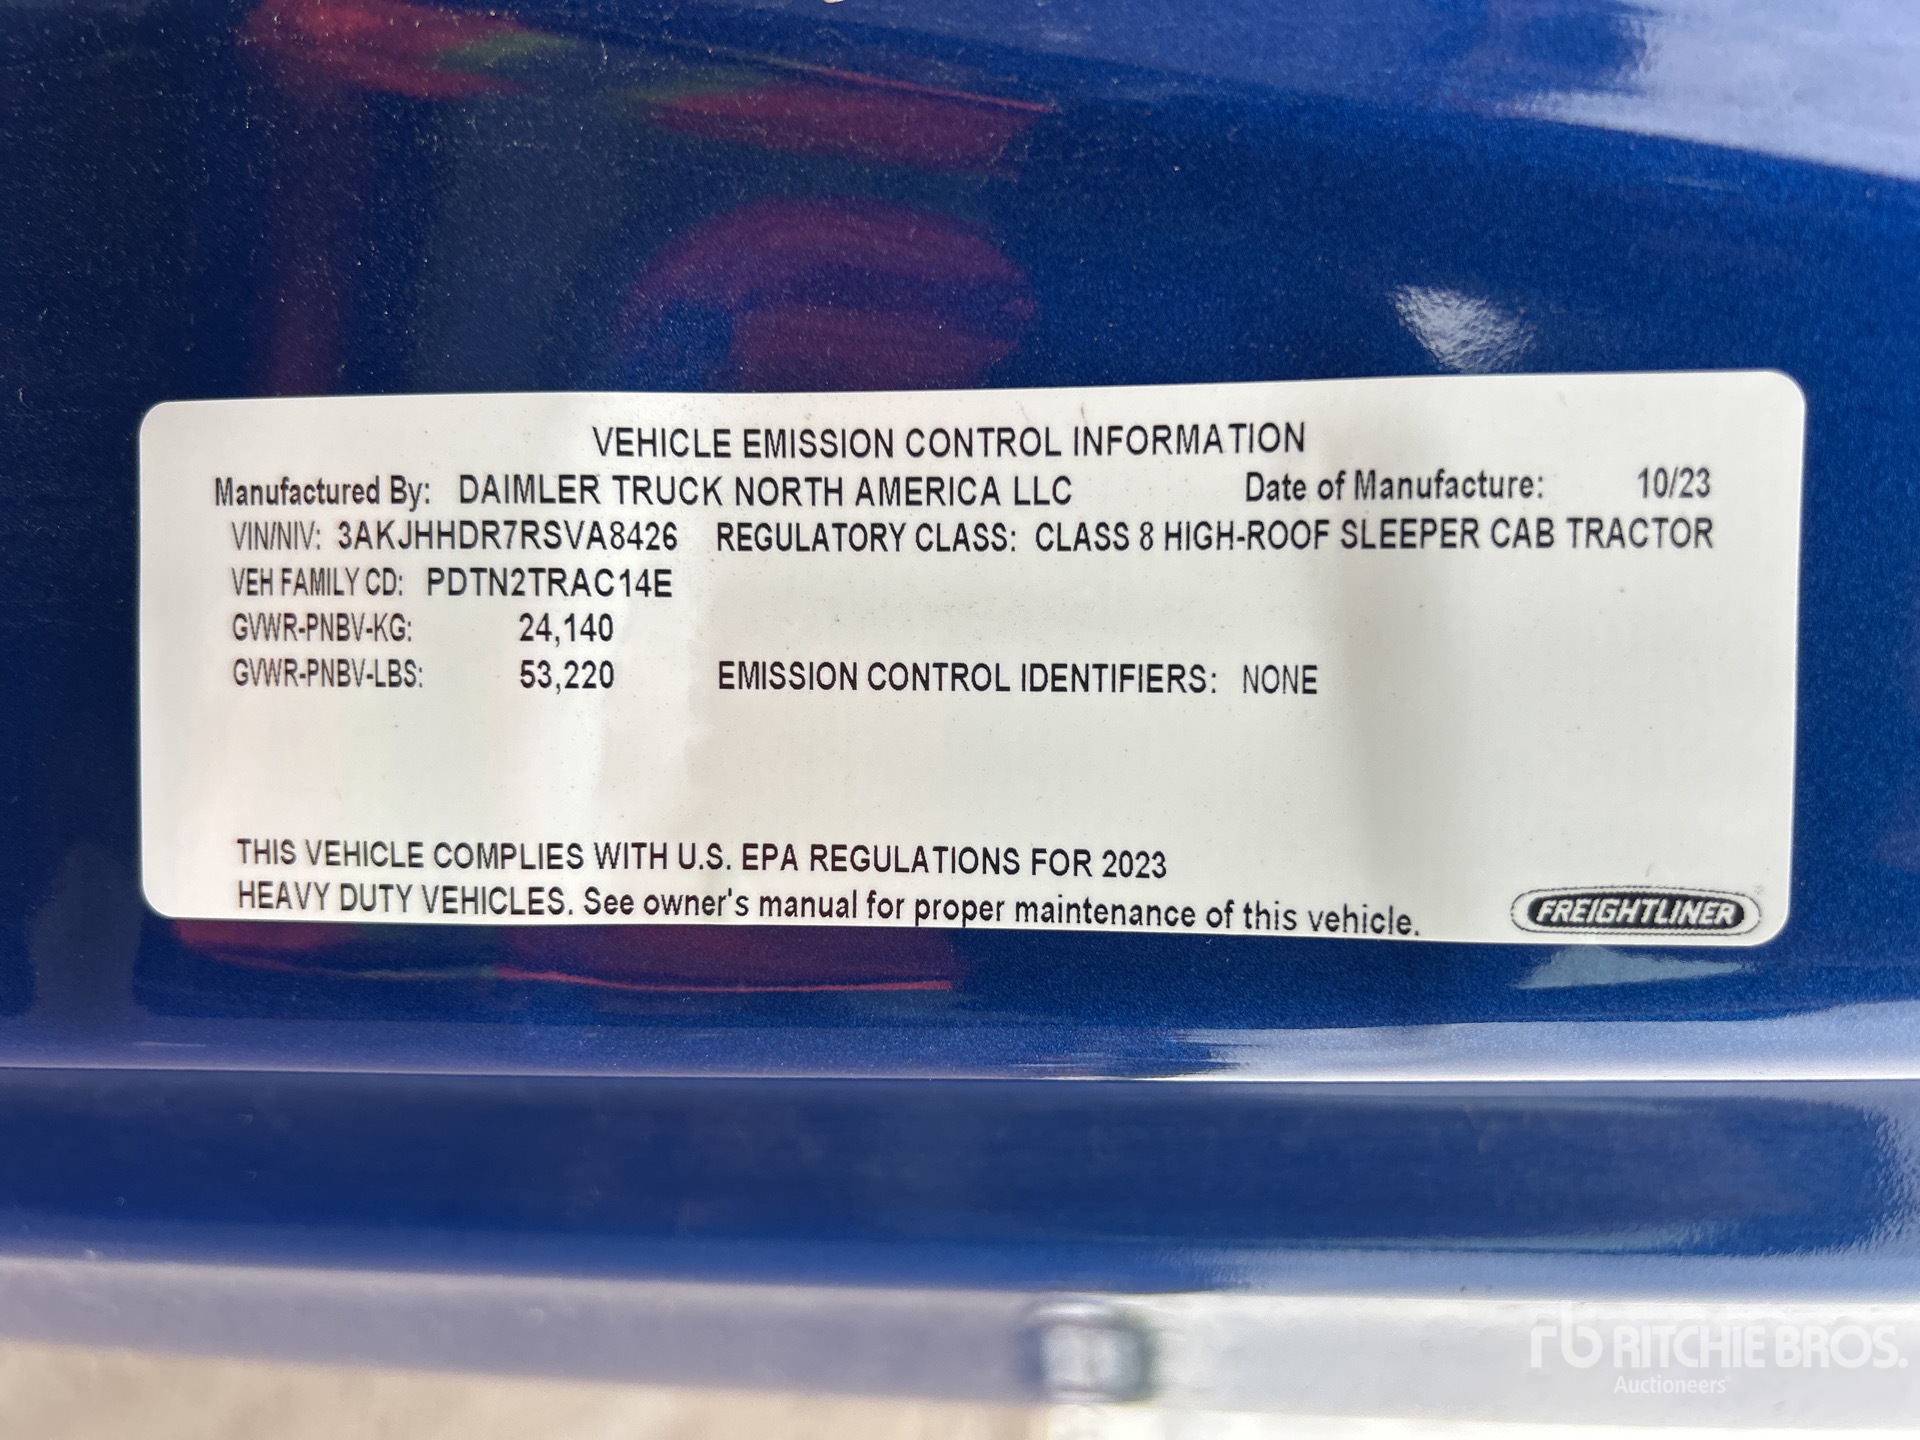 VEHICLE EMISSION CONTROL INFORMATION
Manufactured By: DAIMLER TRUCK NORTH AMERICA LLC Date of Manufacture: 10/23
VIN/NIV: 3AKJHHDR7RSVA8426 REGULATORY CLASS: CLASS 8 HIGH-ROOF SLEEPER CAB TRACTOR
VEH FAMILY CD: PDTN2TRAC14E
GVWR-PNBV-KG: 24,140
GVWR-PNBV-LBS: 53,220 EMISSION CONTROL IDENTIFIERS: NONE
THIS VEHICLE COMPLIES WITH U.S. EPA REGULATIONS FOR 2023
HEAVY DUTY VEHICLES. See owner's manual for proper maintenance of this vehicle.
FREIGHTLINER
rb RITCHIE BROS.
Auctioneers